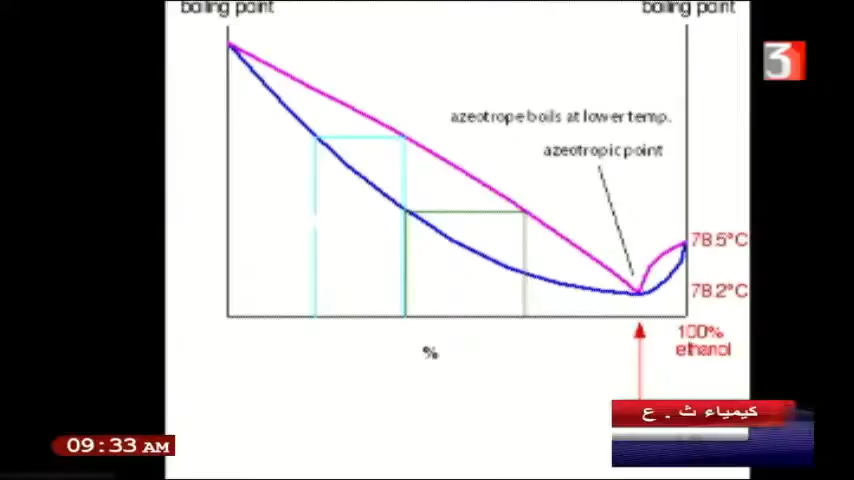 boiling point
boiling point
3
azeotrope boils at lower temp.
azeotropic point
78.5°C
78.2°C
100%
ethanol
%
كيمياء ث . ع
09:33 AM